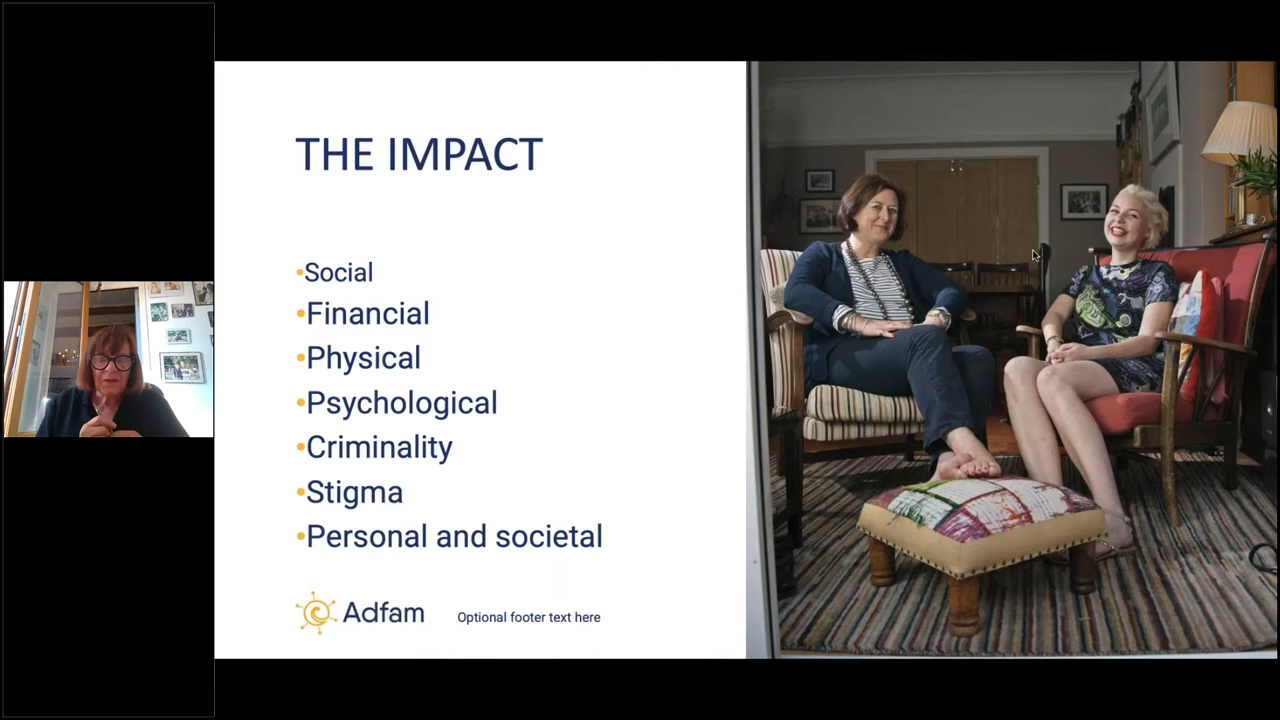 THE IMPACT
•Social
•Financial
•Physical
•Psychological
•Criminality
•Stigma
•Personal and societal
Adfam
Optional footer text here